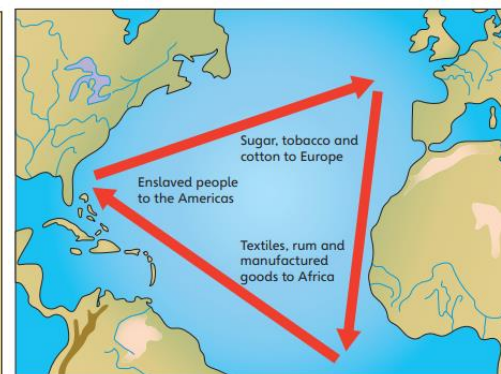 Sugar, tobacco and
cotton to Europe
Enslaved people
to the Americas
Textiles, rum and
manufactured
goods to Africa